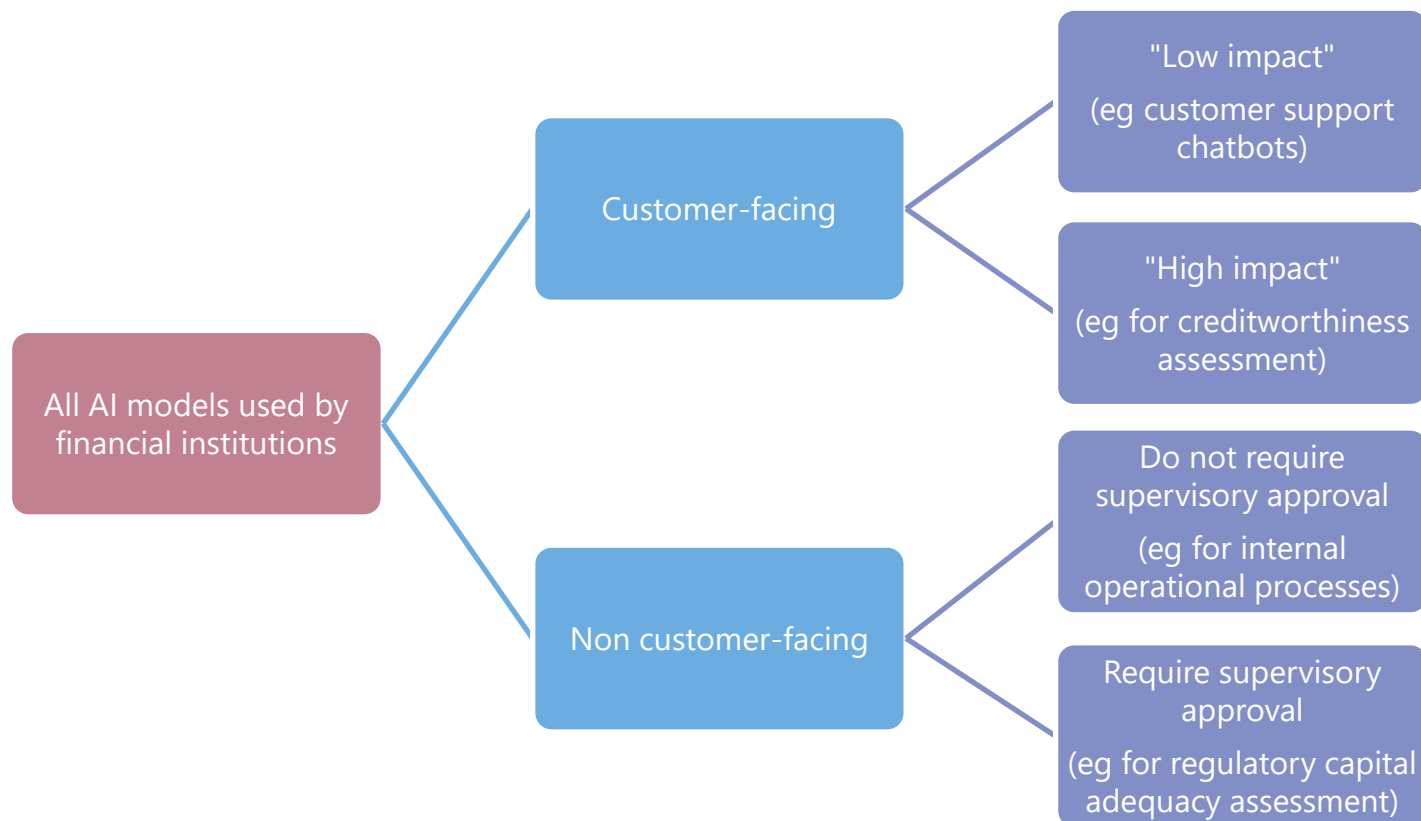 All AI models used by
financial institutions
Customer-facing
"Low impact"
(eg customer support
chatbots)
"High impact"
(eg for creditworthiness
assessment)
Non customer-facing
Do not require
supervisory approval
(eg for internal
operational processes)
Require supervisory
approval
(eg for regulatory capital
adequacy assessment)